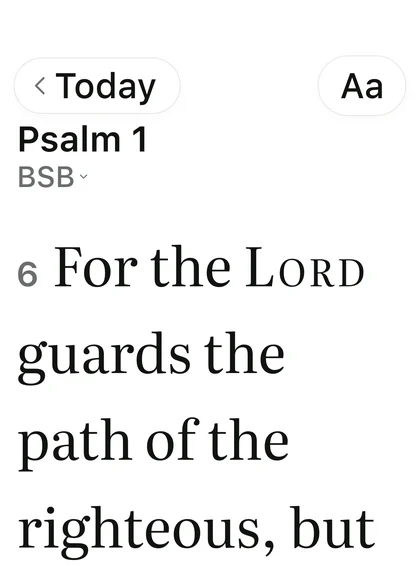 Today
Aa
Psalm 1
BSB
6 For the LORD
guards the
path of the
righteous, but